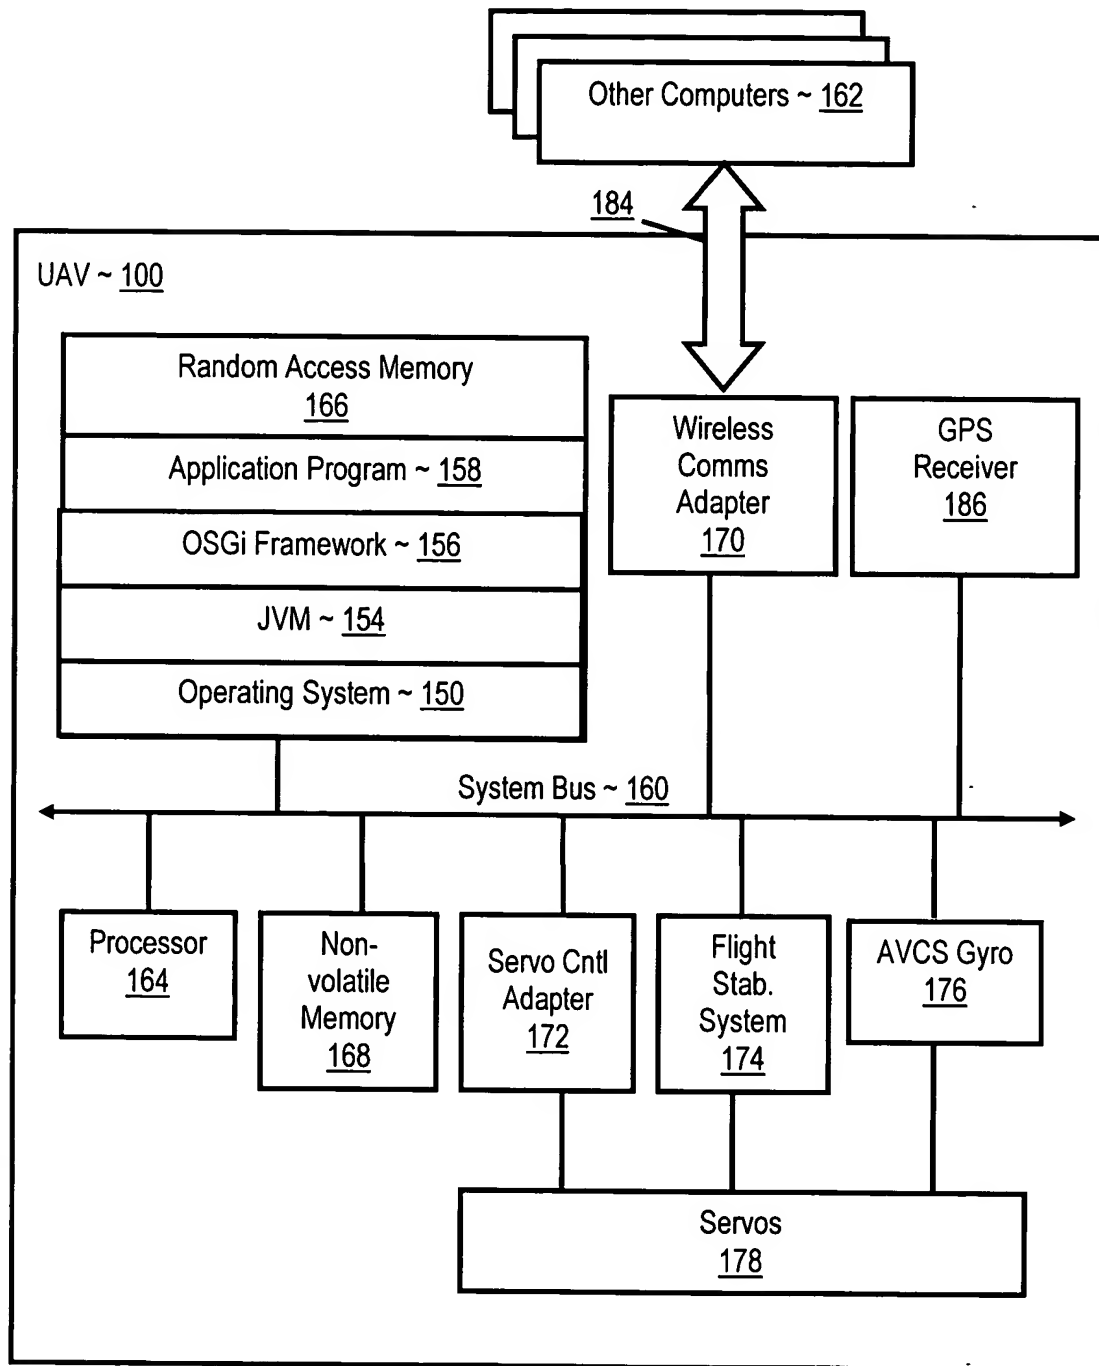 Other Computers ~ 162
184
UAV ~ 100
Random Access Memory
166
Application Program ~ 158
OSGi Framework ~ 156
JVM ~ 154
Operating System ~ 150
Wireless
Comms
Adapter
170
GPS
Receiver
186
System Bus ~ 160
Processor
164
Non-
volatile
Memory
168
Servo Cntl
Adapter
172
Flight
Stab.
System
174
AVCS Gyro
176
Servos
178